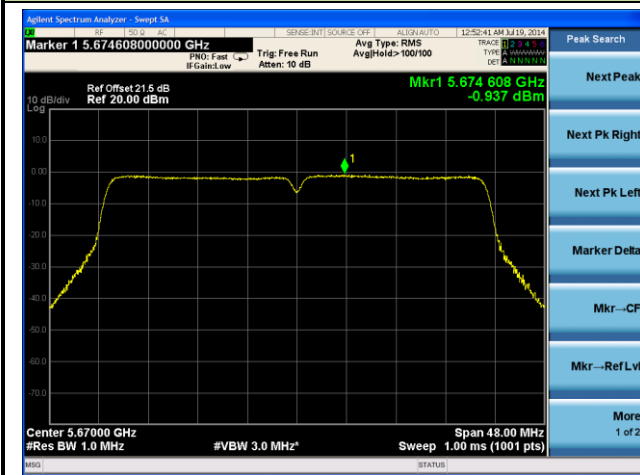 Agilent Spectrum Analyzer - Swept SA
RF 50 Ω AC SENSE:INT SOURCE OFF ALIGNAUTO 12:52:41 AM Jul 19, 2014
Marker 1 5.674608000000 GHz
PNO: Fast
IFGain:Low
Trig: Free Run
Atten: 10 dB
Avg Type: RMS
Avg|Hold:>100/100
TRACE 1 2 3 4 5 6
TYPE A WWWWW
DET A N N N N N
Ref Offset 21.5 dB
10 dB/div Ref 20.00 dBm
Log
Mkr1 5.674 608 GHz
-0.937 dBm
1
10.0
0.00
-10.0
-20.0
-30.0
-40.0
-50.0
-60.0
-70.0
Center 5.67000 GHz Span 48.00 MHz
#Res BW 1.0 MHz #VBW 3.0 MHz* Sweep 1.00 ms (1001 pts)
MSG STATUS
Peak Search
Next Peak
Next Pk Right
Next Pk Left
Marker Delta
Mkr→CF
Mkr→Ref Lvl
More
1 of 2